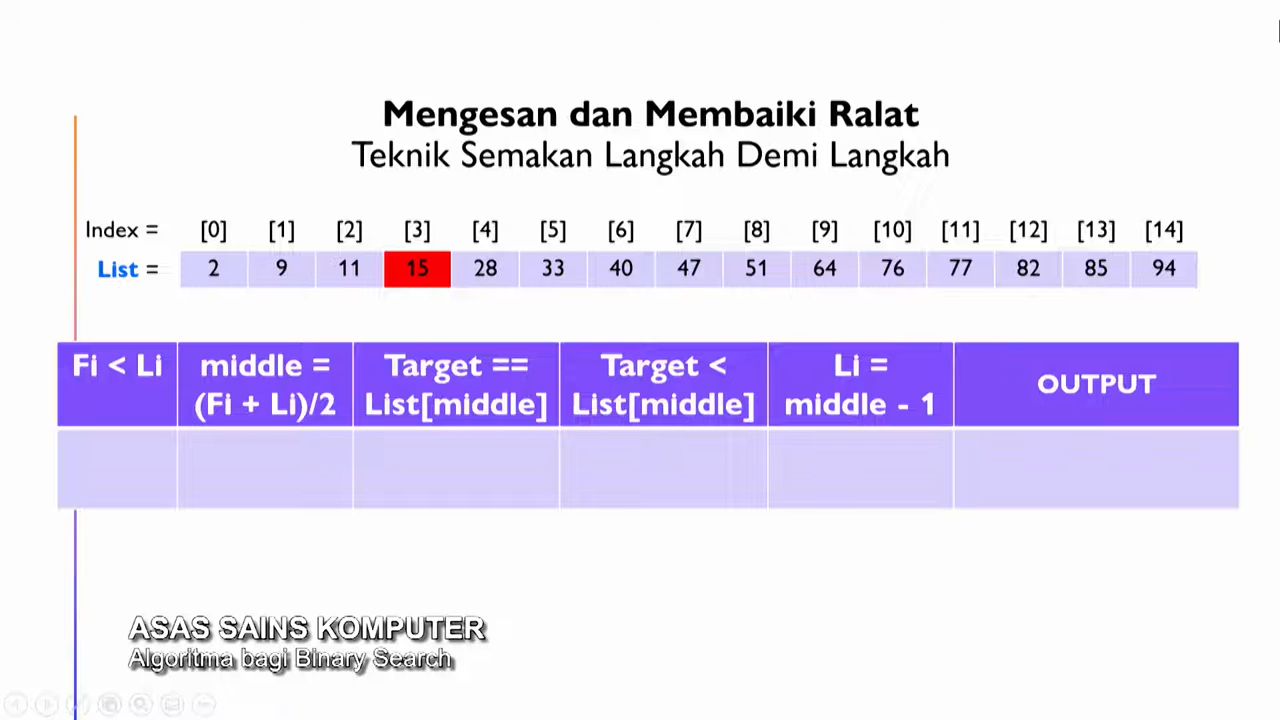 Mengesan dan Membaiki Ralat
Teknik Semakan Langkah Demi Langkah
Index = [0] [1] [2] [3] [4] [5] [6] [7] [8] [9] [10] [11] [12] [13] [14]
List = 2 9 11 15 28 33 40 47 51 64 76 77 82 85 94
Fi < Li
middle =
(Fi + Li)/2
Target ==
List[middle]
Target <
List[middle]
Li =
middle - 1
OUTPUT
ASAS SAINS KOMPUTER
Algoritma bagi Binary Search